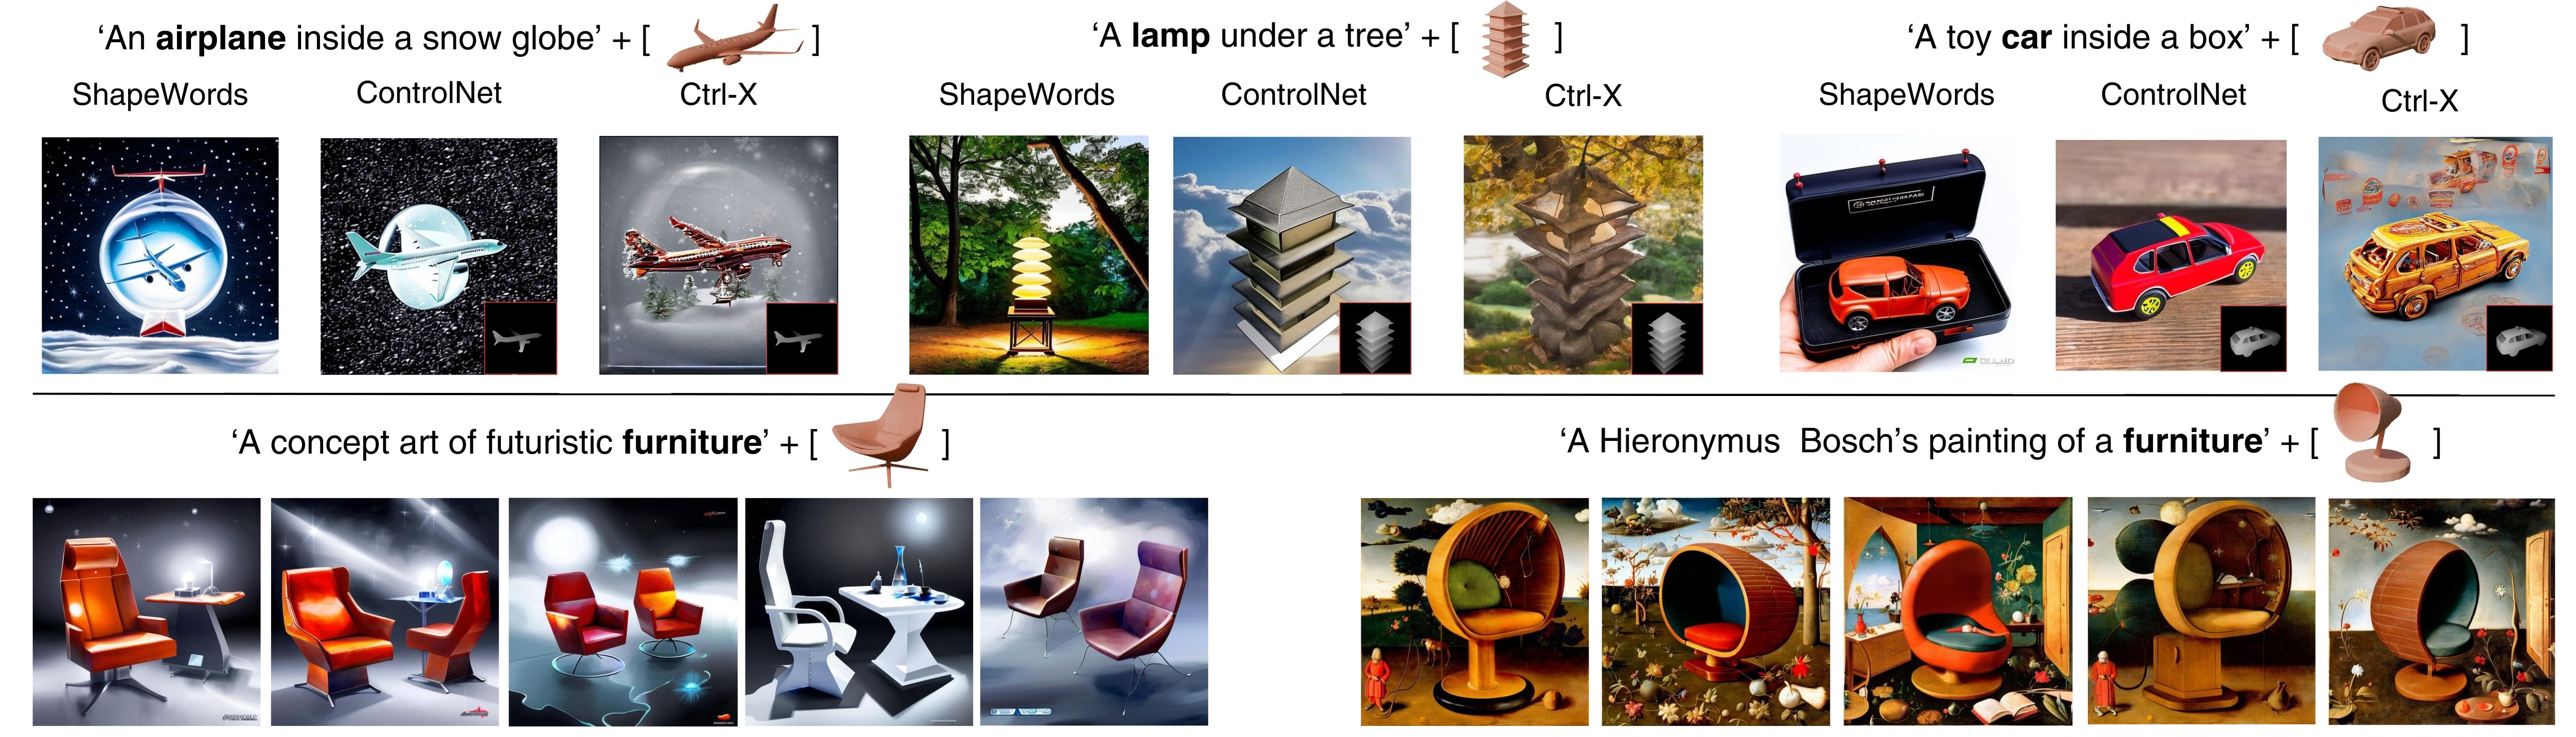 ‘An airplane inside a snow globe’ + [ ]
‘A lamp under a tree’ + [ ]
‘A toy car inside a box’ + [ ]
ShapeWords
ControlNet
Ctrl-X
ShapeWords
ControlNet
Ctrl-X
ShapeWords
ControlNet
Ctrl-X
‘A concept art of futuristic furniture’ + [ ]
‘A Hieronymus Bosch’s painting of a furniture’ + [ ]